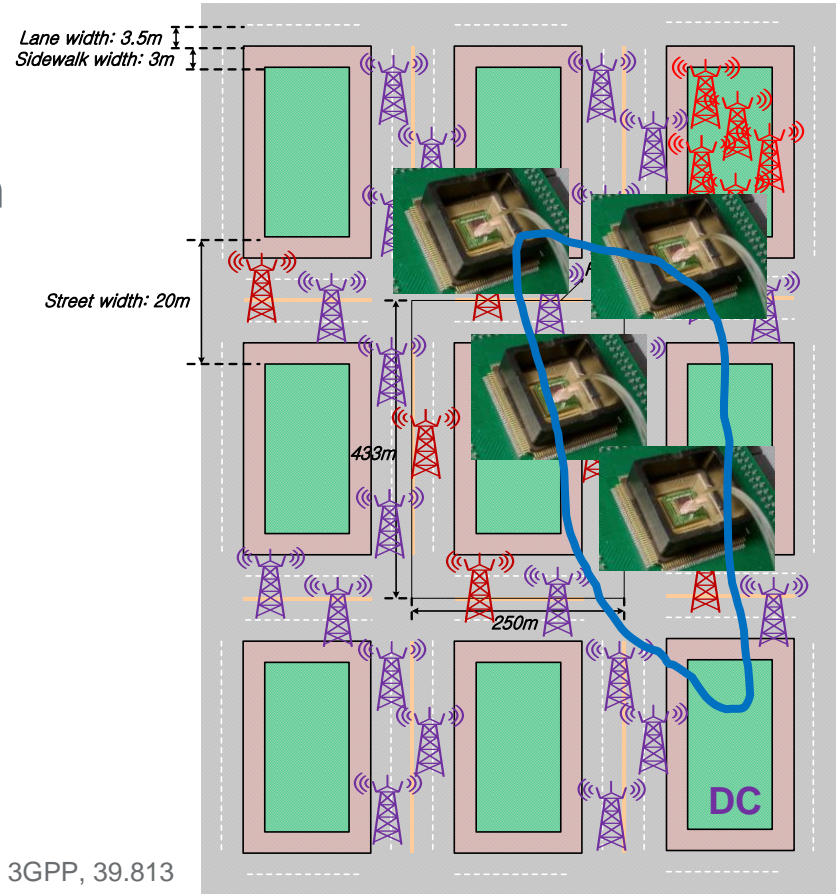 Lane width: 3.5m
Sidewalk width: 3m
Street width: 20m
433m
250m
DC
3GPP, 39.813